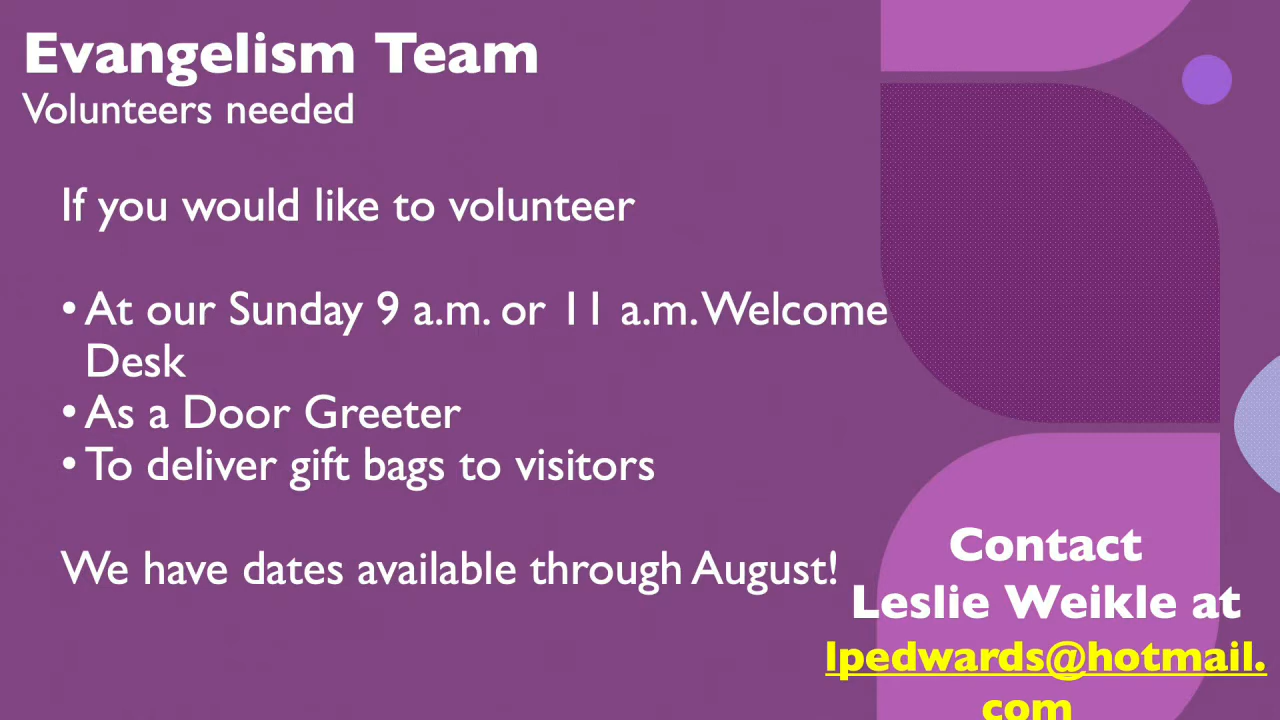 Evangelism Team
Volunteers needed
If you would like to volunteer
• At our Sunday 9 a.m. or 11 a.m. Welcome
Desk
• As a Door Greeter
• To deliver gift bags to visitors
We have dates available through August!
Contact
Leslie Weikle at
lpedwards@hotmail.
com